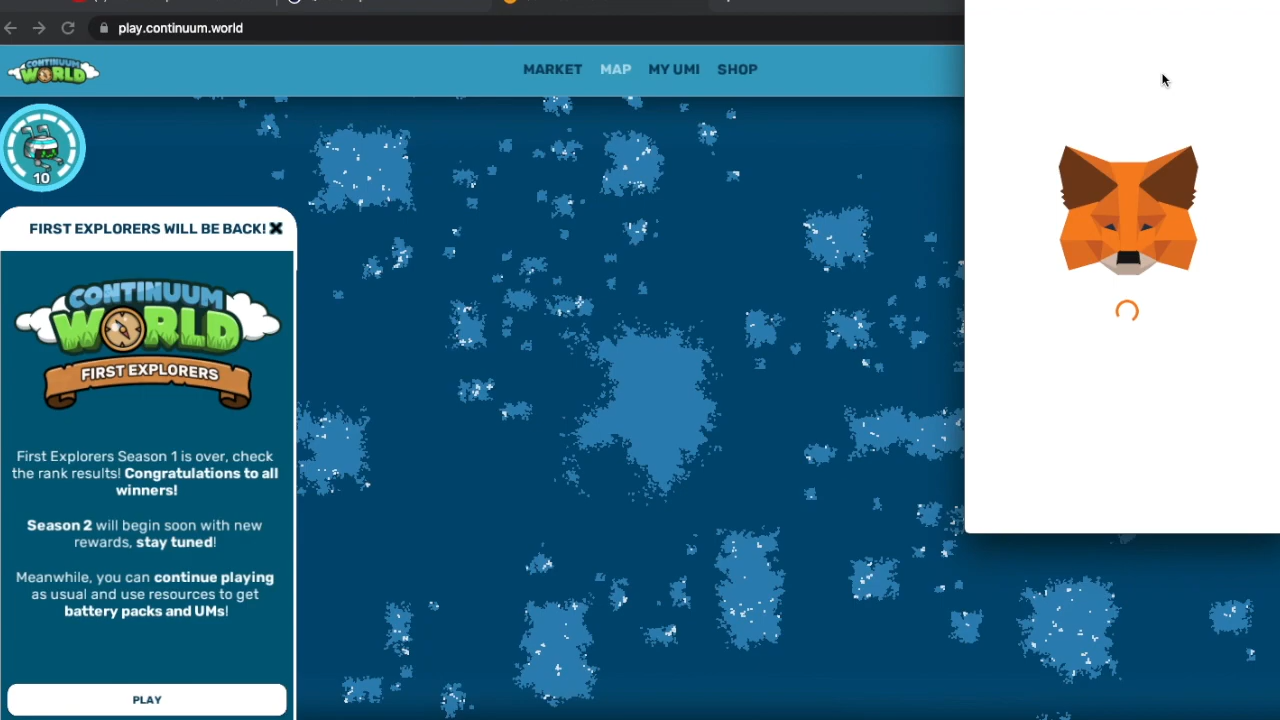 play.continuum.world
CONTINUUM
WORLD
MARKET MAP MY UMI SHOP
10
FIRST EXPLORERS WILL BE BACK!
CONTINUUM
WORLD
FIRST EXPLORERS
First Explorers Season 1 is over, check
the rank results! Congratulations to all
winners!
Season 2 will begin soon with new
rewards, stay tuned!
Meanwhile, you can continue playing
as usual and use resources to get
battery packs and UMs!
PLAY